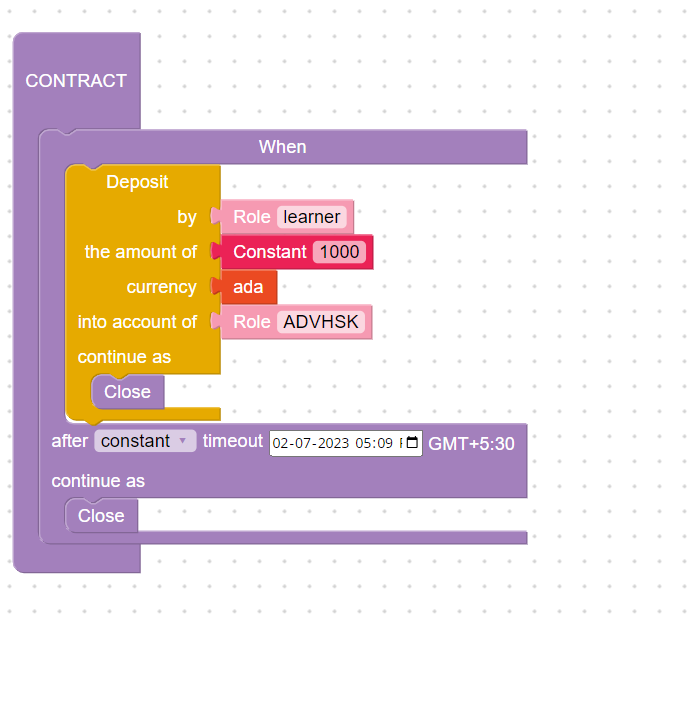 CONTRACT
When
Deposit
by Role learner
the amount of Constant 1000
currency ada
into account of Role ADVHSK
continue as
Close
after constant timeout 02-07-2023 05:09 GMT+5:30
continue as
Close